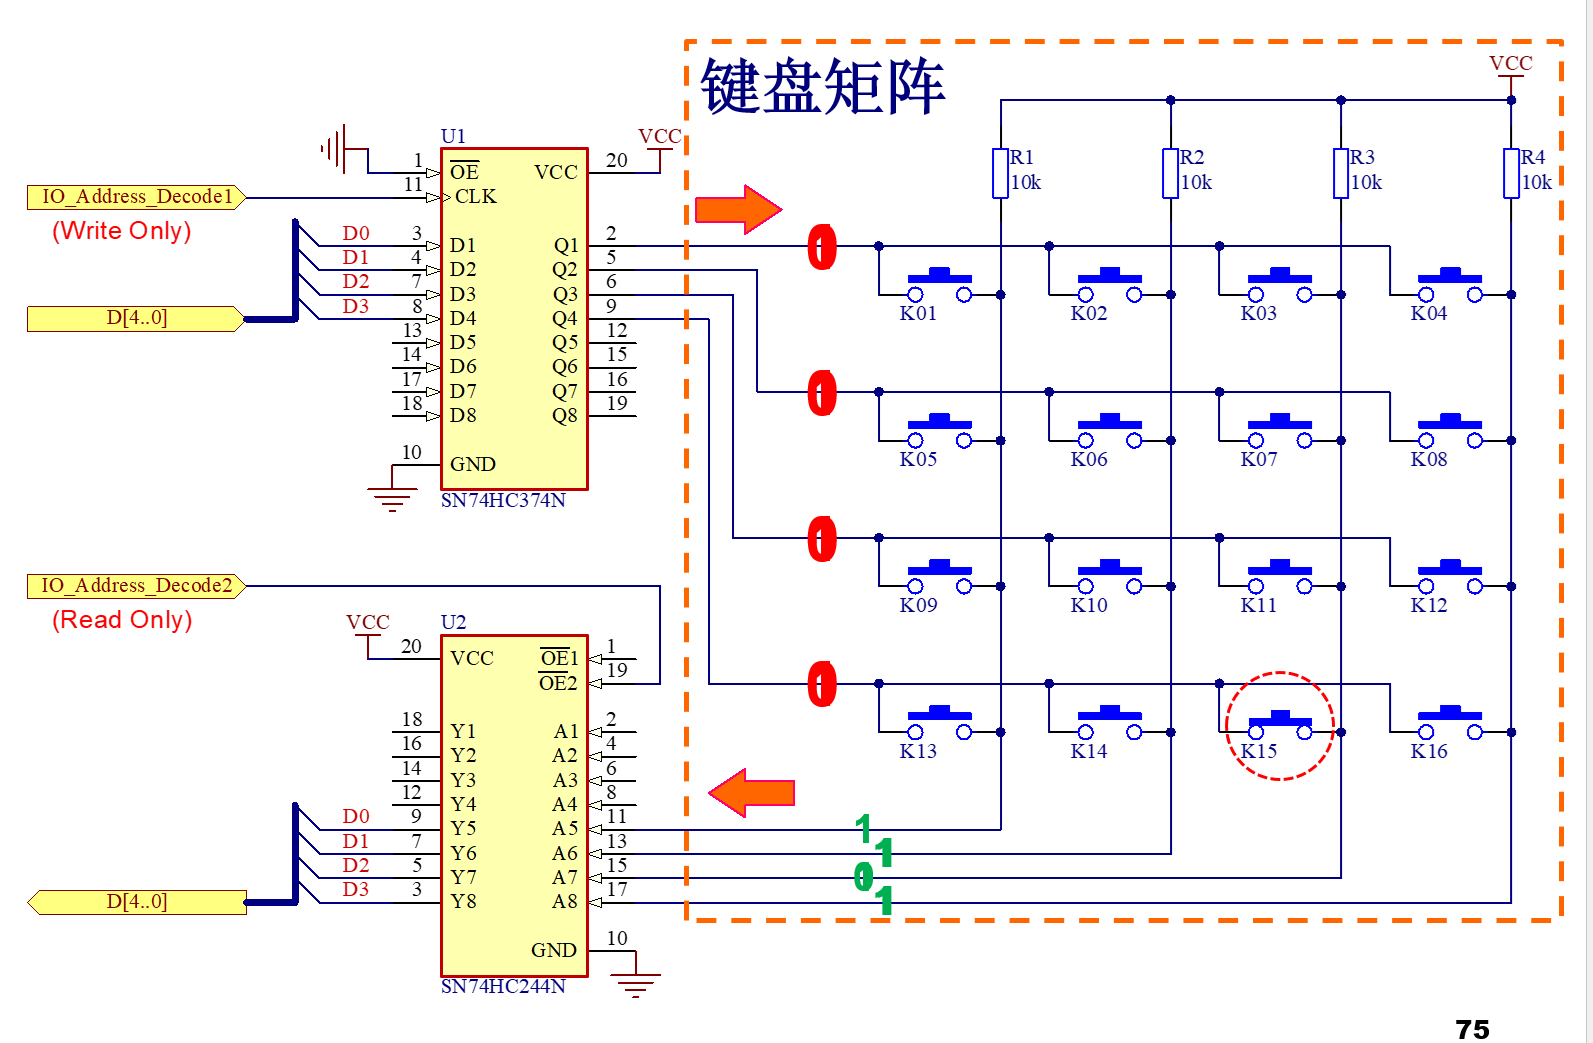 键盘矩阵
VCC
R1
10k
R2
10k
R3
10k
R4
10k
U1
VCC
1
OE
VCC
20
IO_Address_Decode1
11
CLK
(Write Only)
D0
3
D1
Q1
2
0
D1
4
D2
Q2
5
D2
7
D3
Q3
6
D3
8
D4
Q4
9
D[4..0]
13
D5
Q5
12
14
D6
Q6
15
17
D7
Q7
16
18
D8
Q8
19
10
GND
SN74HC374N
K01
K02
K03
K04
0
K05
K06
K07
K08
0
K09
K10
K11
K12
0
K13
K14
K15
K16
IO_Address_Decode2
(Read Only)
VCC
U2
20
VCC
OE1
1
OE2
19
18
Y1
A1
2
16
Y2
A2
4
14
Y3
A3
6
12
Y4
A4
8
D0
9
Y5
A5
11
1
D1
7
Y6
A6
13
1
D2
5
Y7
A7
15
0
D3
3
Y8
A8
17
1
D[4..0]
GND
10
SN74HC244N
75